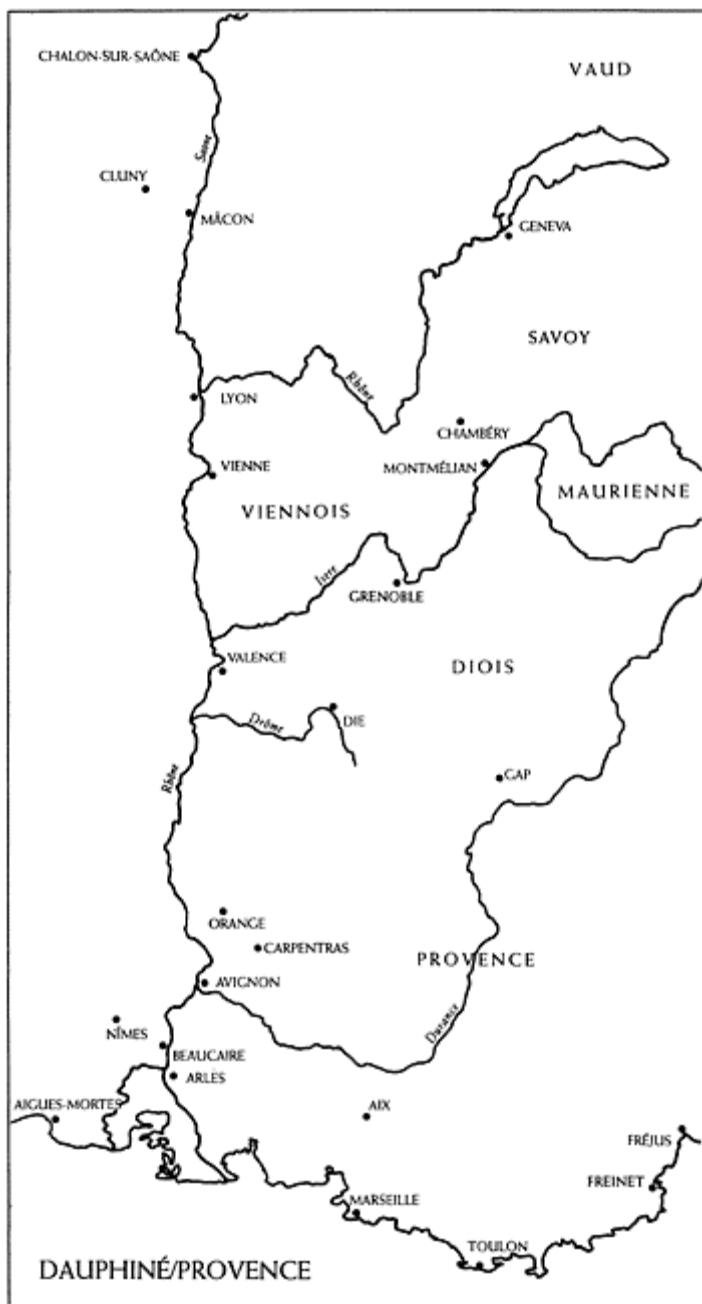 CHALON-SUR-SAÔNE
VAUD
Saone
CLUNY
MÂCON
GENEVA
SAVOY
Rhône
LYON
CHAMBÉRY
VIENNE
MONTMÉLIAN
MAURIENNE
VIENNOIS
Isère
GRENOBLE
VALENCE
DIOIS
DIE
Drôme
Rhône
GAP
ORANGE
CARPENTRAS
PROVENCE
AVIGNON
Durance
NÎMES
BEAUCAIRE
ARLES
AIGUES-MORTES
AIX
FRÉJUS
FREINET
MARSEILLE
TOULON
DAUPHINÉ/PROVENCE